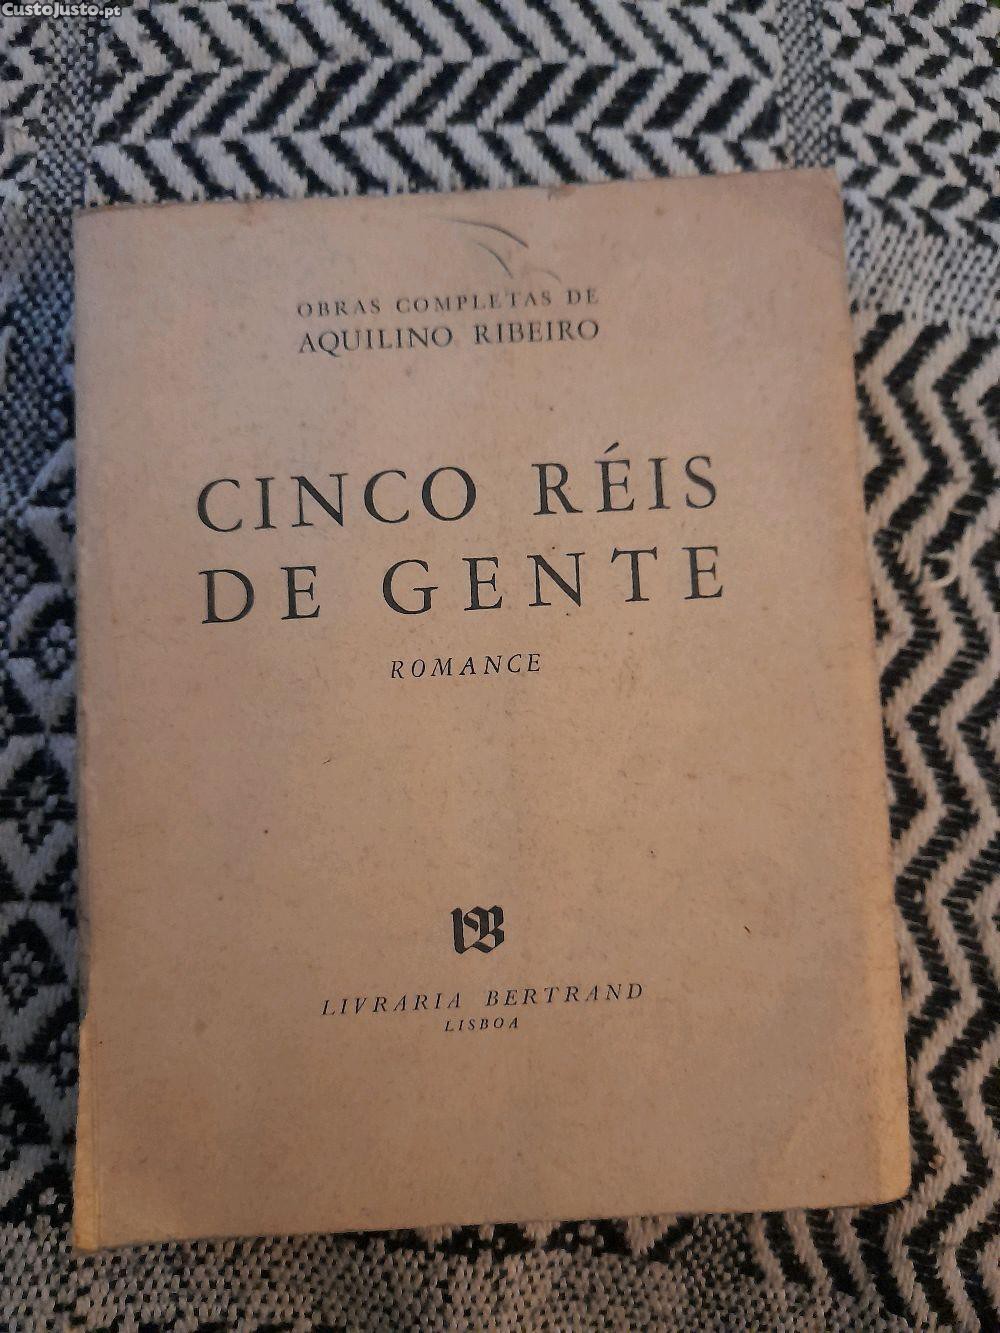 CustoJusto.pt
OBRAS COMPLETAS DE
AQUILINO RIBEIRO
CINCO RÉIS
DE GENTE
ROMANCE
LB
LIVRARIA BERTRAND
LISBOA